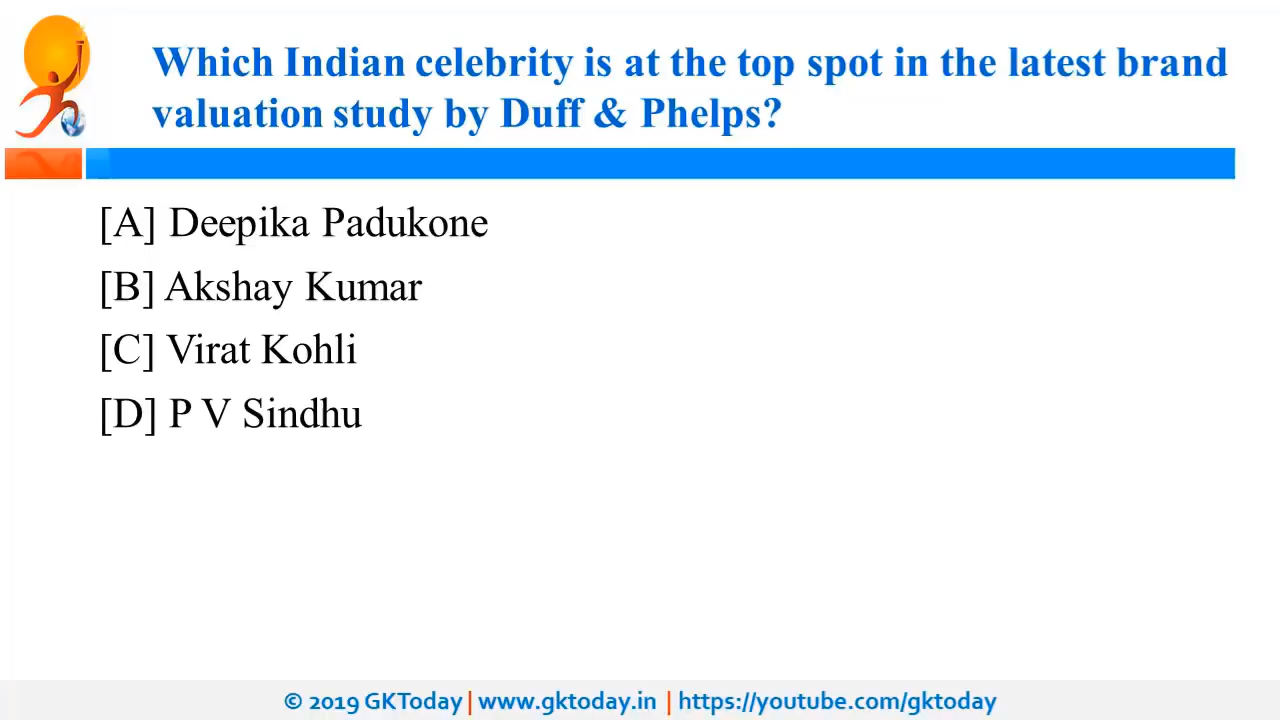 Which Indian celebrity is at the top spot in the latest brand
valuation study by Duff & Phelps?
[A] Deepika Padukone
[B] Akshay Kumar
[C] Virat Kohli
[D] P V Sindhu
© 2019 GKToday | www.gktoday.in | https://youtube.com/gktoday